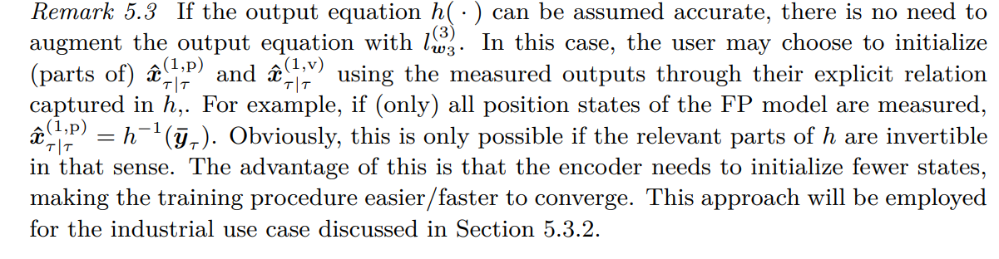 Remark 5.3 If the output equation h( · ) can be assumed accurate, there is no need to
augment the output equation with l_{w_3}^{(3)}. In this case, the user may choose to initialize
(parts of) x̂_{τ|τ}^{(1,p)} and x̂_{τ|τ}^{(1,v)} using the measured outputs through their explicit relation
captured in h,. For example, if (only) all position states of the FP model are measured,
x̂_{τ|τ}^{(1,p)} = h^{−1}(ȳ_τ). Obviously, this is only possible if the relevant parts of h are invertible
in that sense. The advantage of this is that the encoder needs to initialize fewer states,
making the training procedure easier/faster to converge. This approach will be employed
for the industrial use case discussed in Section 5.3.2.